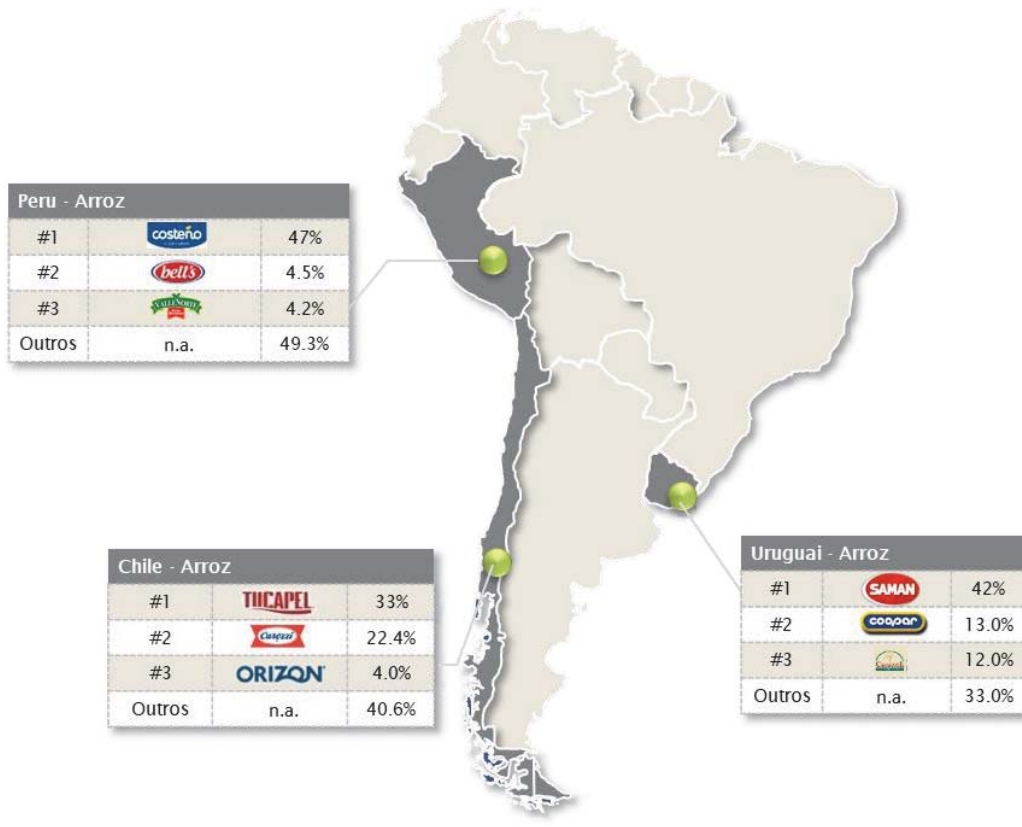 Peru - Arroz
#1 costeño 47%
#2 bell's 4.5%
#3 VALLENORTE 4.2%
Outros n.a. 49.3%
Chile - Arroz
#1 TUCAPEL 33%
#2 Carozzi 22.4%
#3 ORIZON 4.0%
Outros n.a. 40.6%
Uruguai - Arroz
#1 SAMAN 42%
#2 coopar 13.0%
#3 12.0%
Outros n.a. 33.0%